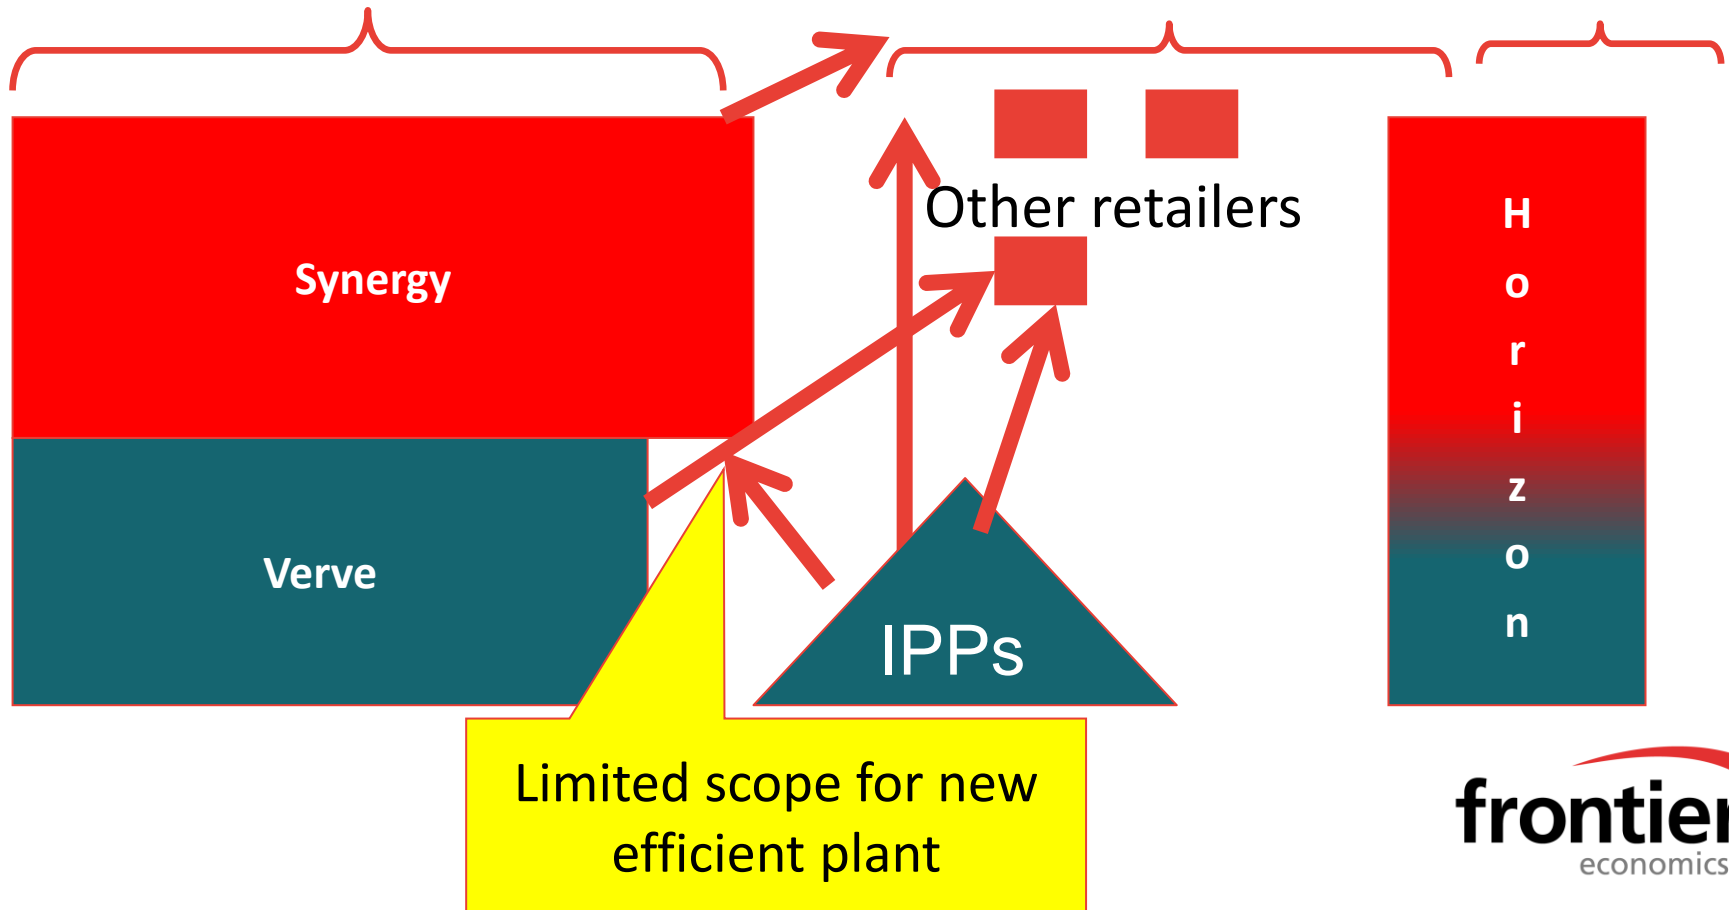 Other retailers
Synergy
Verve
IPPs
H
o
r
i
z
o
n
Limited scope for new
efficient plant
frontier
economics